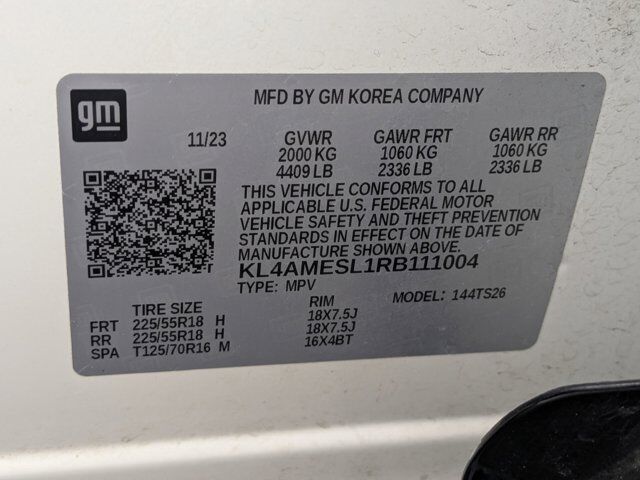 gm
MFD BY GM KOREA COMPANY
11/23 GVWR GAWR FRT GAWR RR
2000 KG 1060 KG 1060 KG
4409 LB 2336 LB 2336 LB
THIS VEHICLE CONFORMS TO ALL
APPLICABLE U.S. FEDERAL MOTOR
VEHICLE SAFETY AND THEFT PREVENTION
STANDARDS IN EFFECT ON THE DATE OF
MANUFACTURE SHOWN ABOVE.
KL4AMESL1RB111004
TYPE: MPV MODEL: 144TS26
TIRE SIZE RIM
FRT 225/55R18 H 18X7.5J
RR 225/55R18 H 18X7.5J
SPA T125/70R16 M 16X4BT